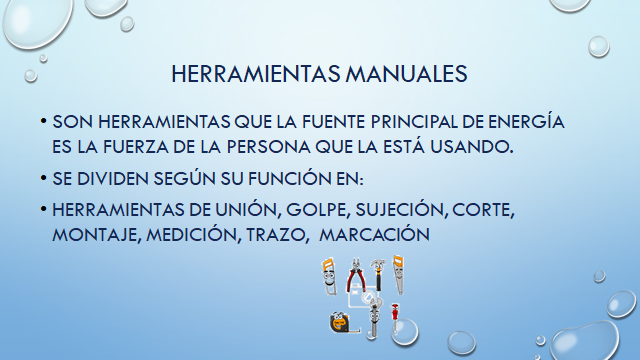 HERRAMIENTAS MANUALES
• SON HERRAMIENTAS QUE LA FUENTE PRINCIPAL DE ENERGÍA
ES LA FUERZA DE LA PERSONA QUE LA ESTÁ USANDO.
• SE DIVIDEN SEGÚN SU FUNCIÓN EN:
• HERRAMIENTAS DE UNIÓN, GOLPE, SUJECIÓN, CORTE,
MONTAJE, MEDICIÓN, TRAZO, MARCACIÓN